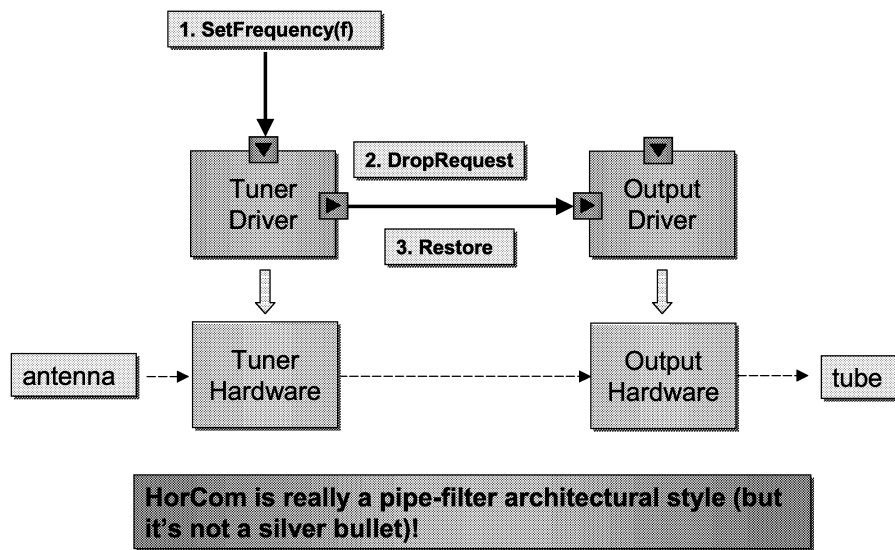 1. SetFrequency(f)
Tuner
Driver
2. DropRequest
3. Restore
Output
Driver
antenna
Tuner
Hardware
Output
Hardware
tube
HorCom is really a pipe-filter architectural style (but
it's not a silver bullet)!